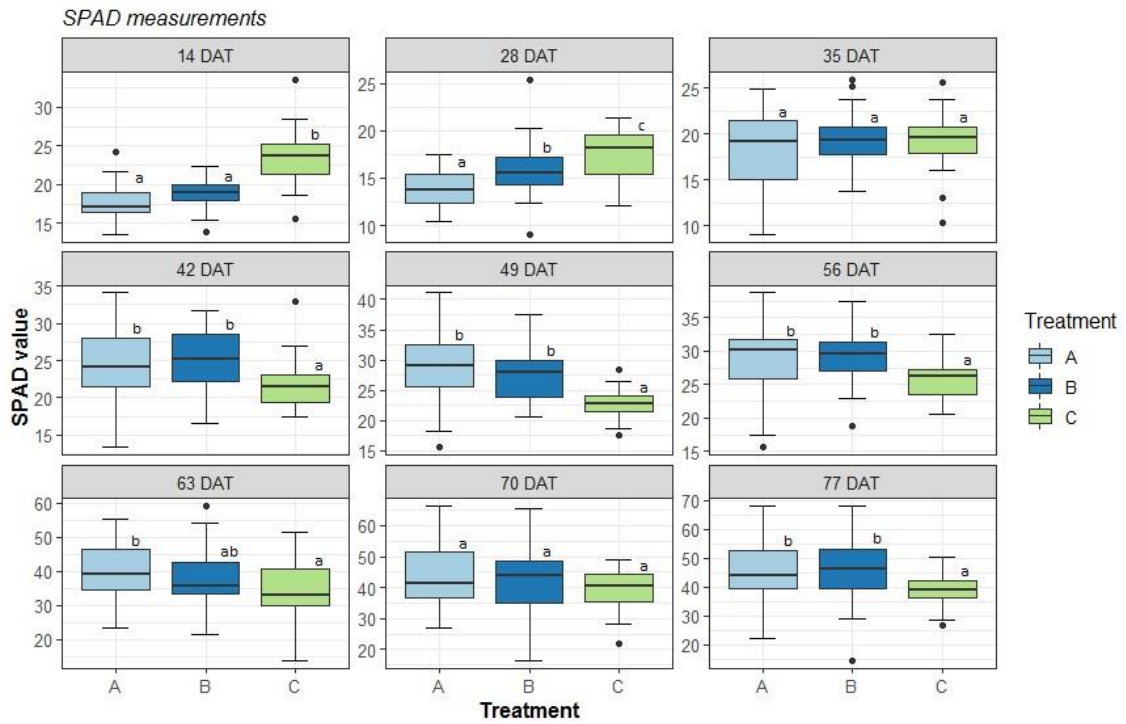 SPAD measurements
14 DAT 28 DAT 35 DAT
30
25
20
15
a a b
25
20
15
10
a b c
25
20
15
10
a a a
42 DAT 49 DAT 56 DAT
35
30
25
20
15
b b a
40
35
30
25
20
15
b b a
35
30
25
20
15
b b a
63 DAT 70 DAT 77 DAT
60
50
40
30
20
b ab a
60
50
40
30
20
a a a
70
60
50
40
30
20
b b a
A B C A B C A B C
SPAD value
Treatment
Treatment
A
B
C